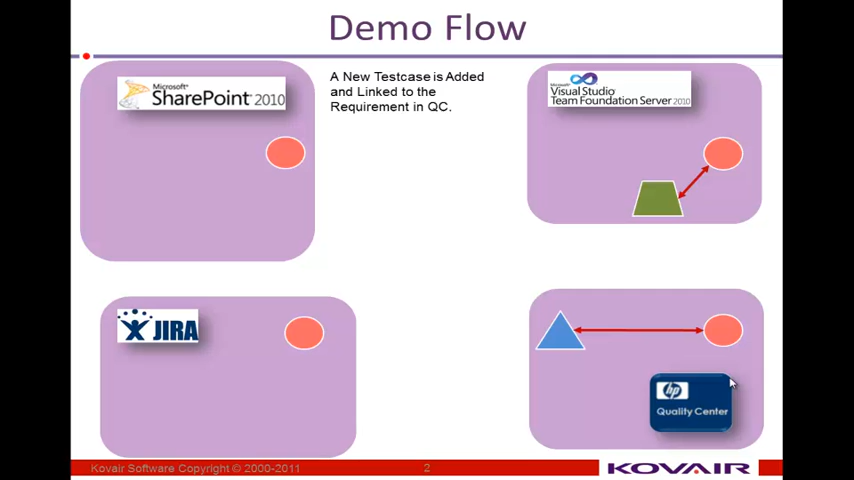 Demo Flow
Microsoft®
SharePoint® 2010
A New Testcase is Added
and Linked to the
Requirement in QC.
Microsoft®
Visual Studio®
Team Foundation Server 2010
JIRA
hp
Quality Center
Kovair Software Copyright © 2000-2011
2
KOVAIR